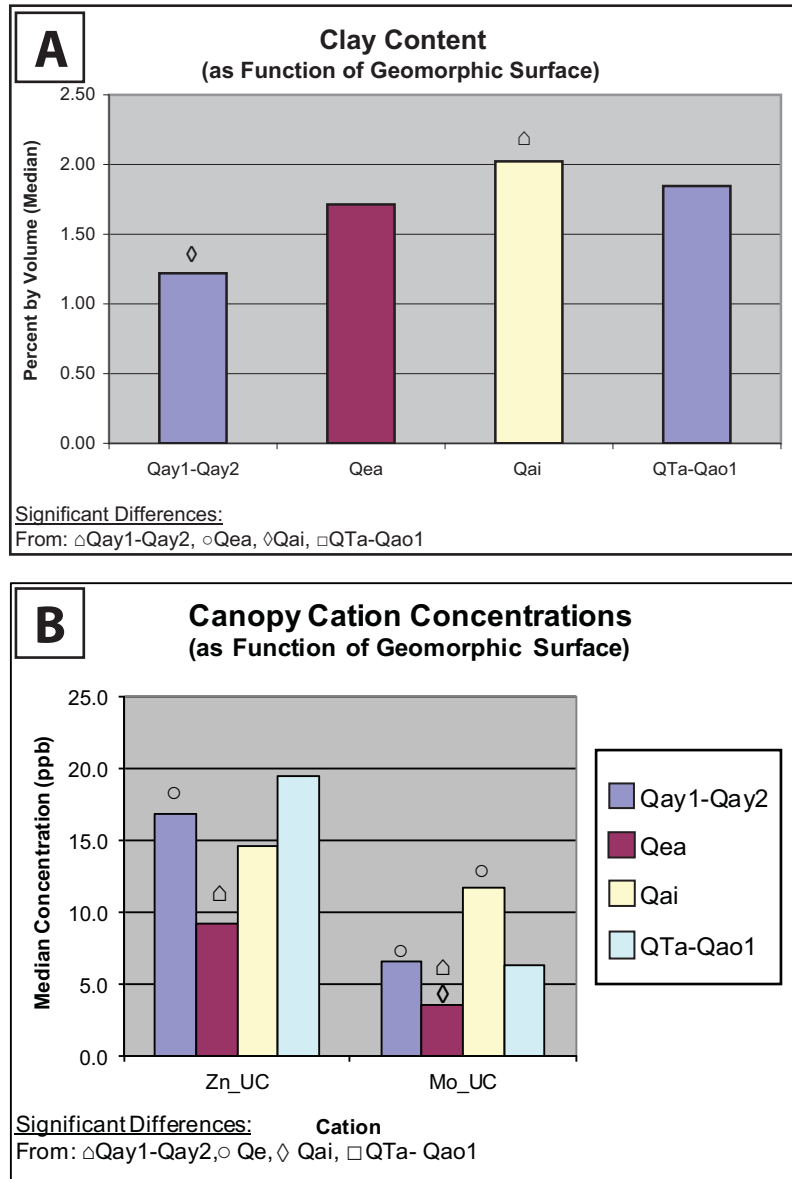 A
Clay Content
(as Function of Geomorphic Surface)
Percent by Volume (Median)
2.50
2.00
1.50
1.00
0.50
0.00
Qay1-Qay2 Qea Qai QTa-Qao1
Significant Differences:
From: ⌂Qay1-Qay2, ○Qea, ◊Qai, □QTa-Qao1
B
Canopy Cation Concentrations
(as Function of Geomorphic Surface)
Median Concentration (ppb)
25.0
20.0
15.0
10.0
5.0
0.0
Zn_UC Mo_UC
Qay1-Qay2
Qea
Qai
QTa-Qao1
Cation
Significant Differences:
From: ⌂Qay1-Qay2,○ Qe,◊ Qai, □QTa- Qao1